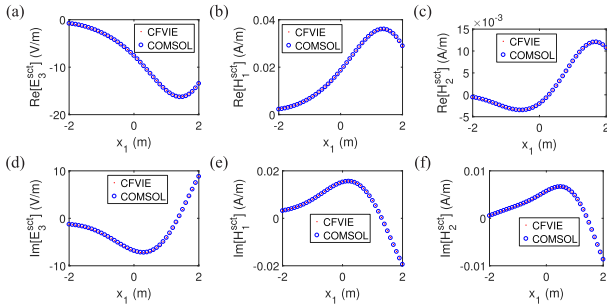 (a)
Re[E₃ˢᶜᵗ] (V/m)
0
-10
-20
CFVIE
COMSOL
-2 0 2
x₁ (m)
(b)
Re[H₁ˢᶜᵗ] (A/m)
0.04
0.02
0
CFVIE
COMSOL
-2 0 2
x₁ (m)
(c)
Re[H₂ˢᶜᵗ] (A/m)
×10⁻³
15
10
5
0
-5
CFVIE
COMSOL
-2 0 2
x₁ (m)
(d)
Im[E₃ˢᶜᵗ] (V/m)
10
0
-10
CFVIE
COMSOL
-2 0 2
x₁ (m)
(e)
Im[H₁ˢᶜᵗ] (A/m)
0.02
0
-0.02
CFVIE
COMSOL
-2 0 2
x₁ (m)
(f)
Im[H₂ˢᶜᵗ] (A/m)
0.01
0
-0.01
CFVIE
COMSOL
-2 0 2
x₁ (m)